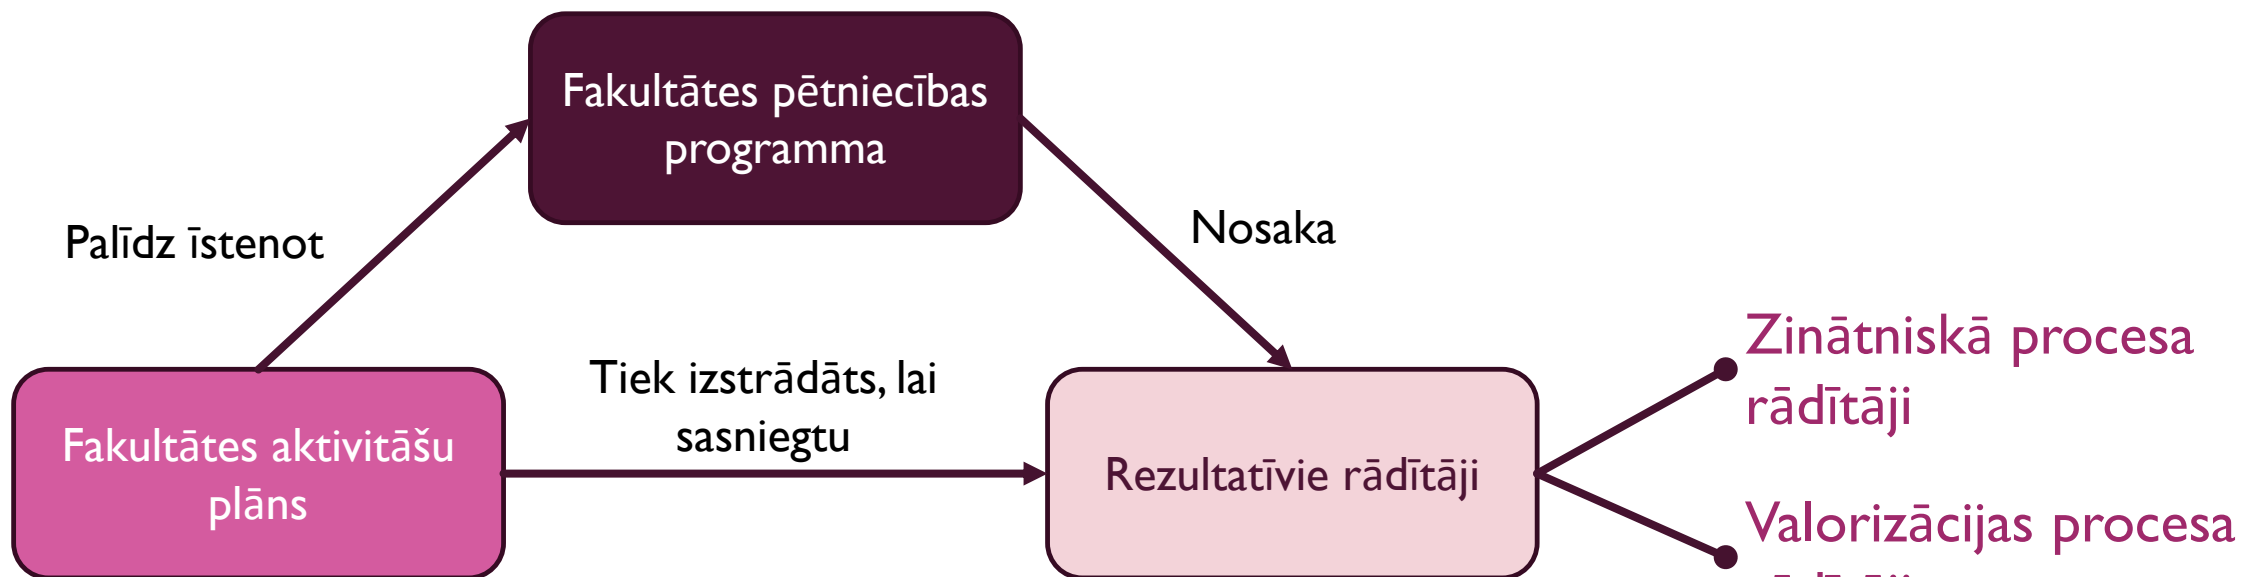 Fakultātes pētniecības
programma
Palīdz īstenot
Nosaka
Tiek izstrādāts, lai
sasniegtu
Fakultātes aktivitāšu
plāns
Rezultatīvie rādītāji
Zinātniskā procesa
rādītāji
Valorizācijas procesa